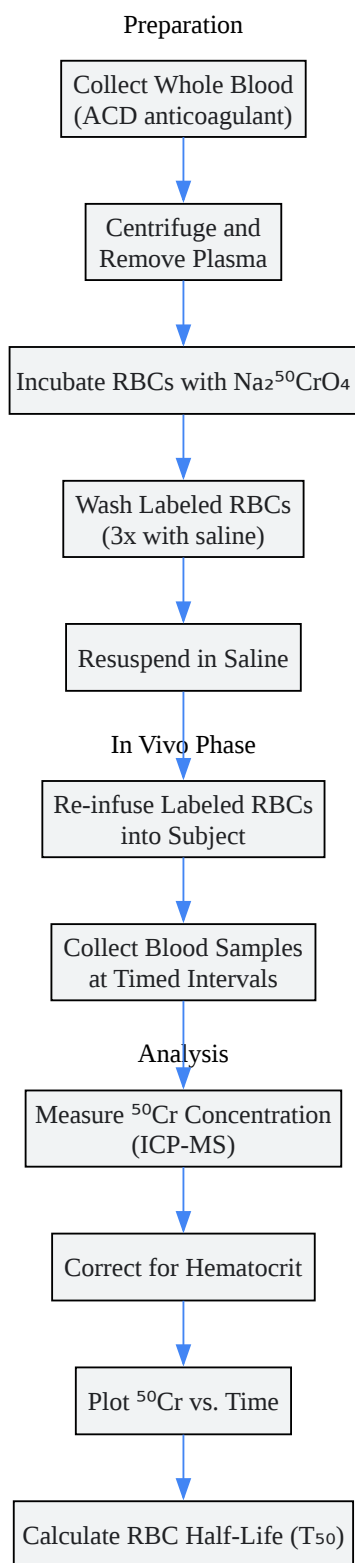 Preparation
Collect Whole Blood
(ACD anticoagulant)
Centrifuge and
Remove Plasma
Incubate RBCs with Na₂⁵⁰CrO₄
Wash Labeled RBCs
(3x with saline)
Resuspend in Saline
In Vivo Phase
Re-infuse Labeled RBCs
into Subject
Collect Blood Samples
at Timed Intervals
Analysis
Measure ⁵⁰Cr Concentration
(ICP-MS)
Correct for Hematocrit
Plot ⁵⁰Cr vs. Time
Calculate RBC Half-Life (T₅₀)